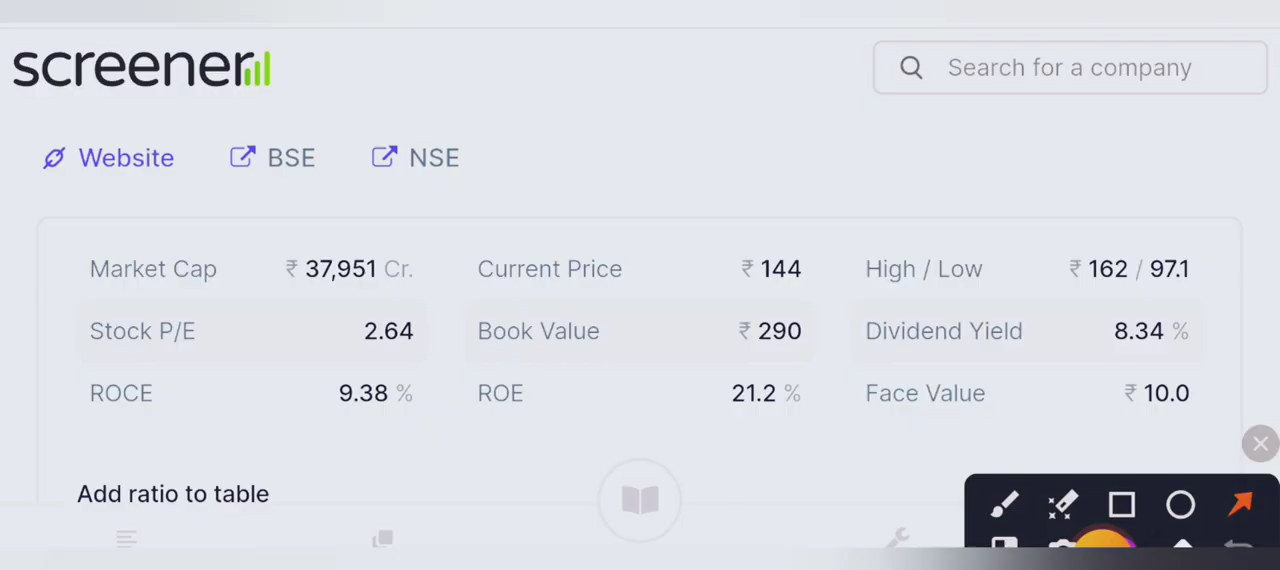 screener
Search for a company
Website BSE NSE
Market Cap ₹ 37,951 Cr. Current Price ₹ 144 High / Low ₹ 162 / 97.1
Stock P/E 2.64 Book Value ₹ 290 Dividend Yield 8.34 %
ROCE 9.38 % ROE 21.2 % Face Value ₹ 10.0
Add ratio to table